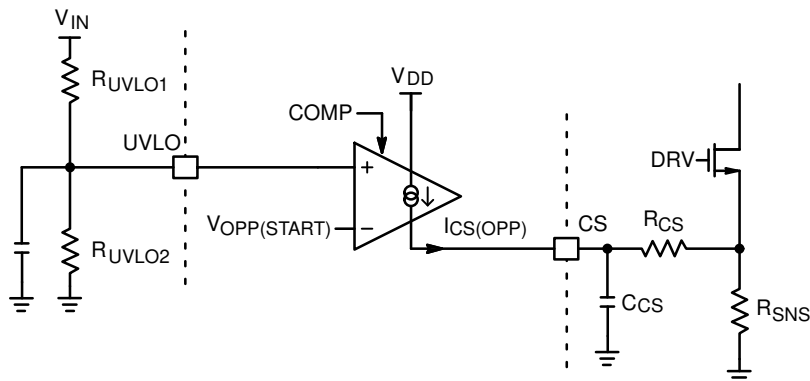 VIN
RUVLO1
VDD
COMP
UVLO
DRV
+
VOPP(START)
−
ICS(OPP)
CS
RCS
RUVLO2
CCS
RSNS